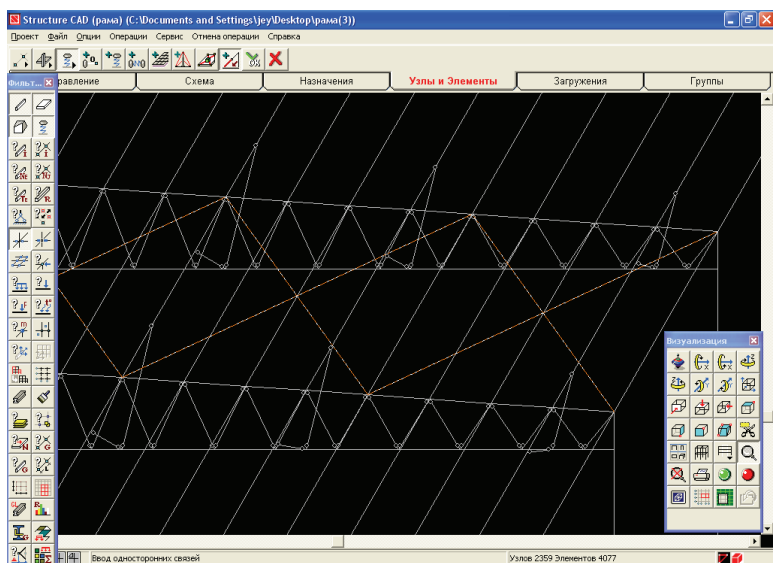 Structure CAD (рама) (C:\Documents and Settings\jey\Desktop\рама(3))
Проект Файл Опции Операции Сервис Отмена операции Справка
Фильт... равление Схема Назначения Узлы и Элементы Загружения Группы
Визуализация
Ввод односторонних связей Узлов 2359 Элементов 4077